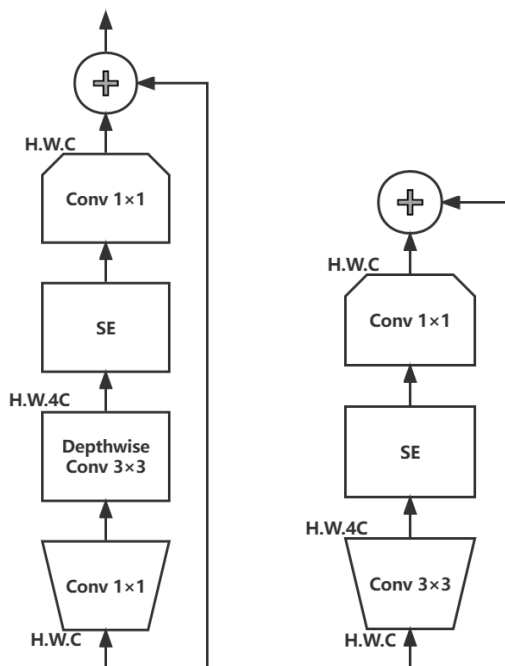 H.W.C
Conv 1×1
SE
H.W.4C
Depthwise
Conv 3×3
Conv 1×1
H.W.C
H.W.C
Conv 1×1
SE
H.W.4C
Conv 3×3
H.W.C